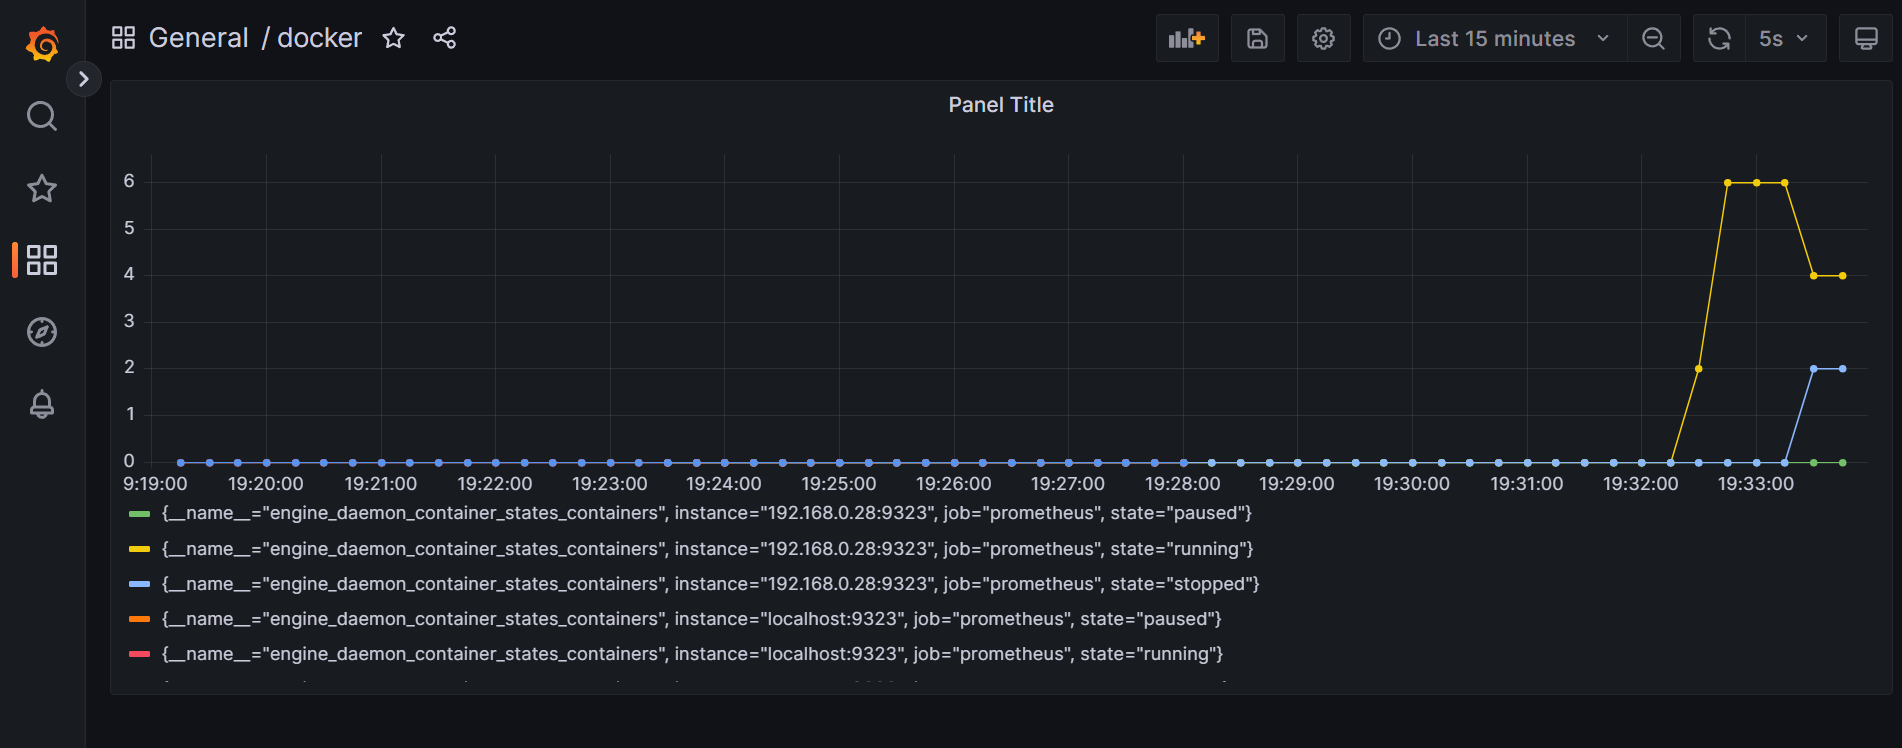 General / docker
Last 15 minutes
5s
Panel Title
6
5
4
3
2
1
0
9:19:00 19:20:00 19:21:00 19:22:00 19:23:00 19:24:00 19:25:00 19:26:00 19:27:00 19:28:00 19:29:00 19:30:00 19:31:00 19:32:00 19:33:00
{__name__="engine_daemon_container_states_containers", instance="192.168.0.28:9323", job="prometheus", state="paused"}
{__name__="engine_daemon_container_states_containers", instance="192.168.0.28:9323", job="prometheus", state="running"}
{__name__="engine_daemon_container_states_containers", instance="192.168.0.28:9323", job="prometheus", state="stopped"}
{__name__="engine_daemon_container_states_containers", instance="localhost:9323", job="prometheus", state="paused"}
{__name__="engine_daemon_container_states_containers", instance="localhost:9323", job="prometheus", state="running"}